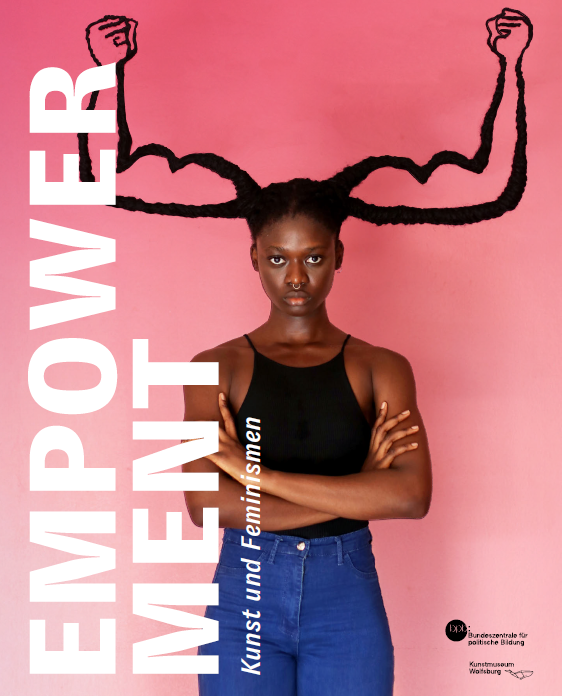 EMPOWER
MENT
Kunst und Feminismen
bpb:
Bundeszentrale für
politische Bildung
Kunstmuseum
Wolfsburg